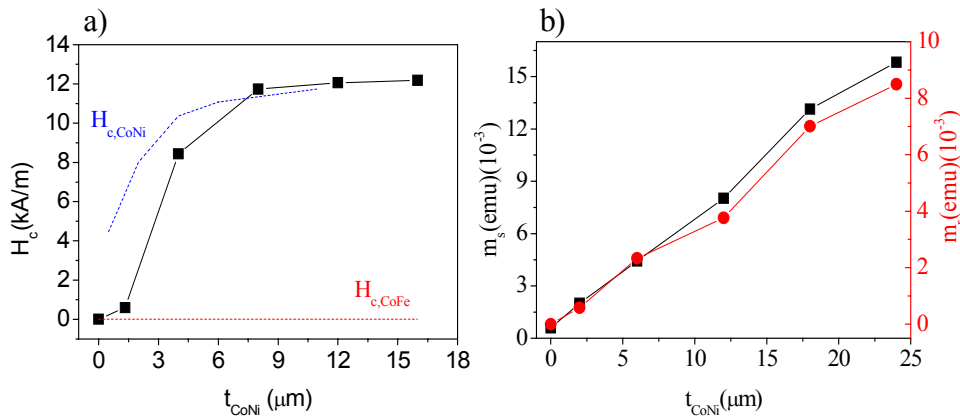 a)
14
12
10
8
6
4
2
0
H_c (kA/m)
H_c,CoNi
H_c,CoFe
0 3 6 9 12 15 18
t_CoNi (μm)
b)
15
12
9
6
3
0
m_s (emu)(10^-3)
10
8
6
4
2
0
m_r (emu)(10^-3)
0 5 10 15 20 25
t_CoNi (μm)